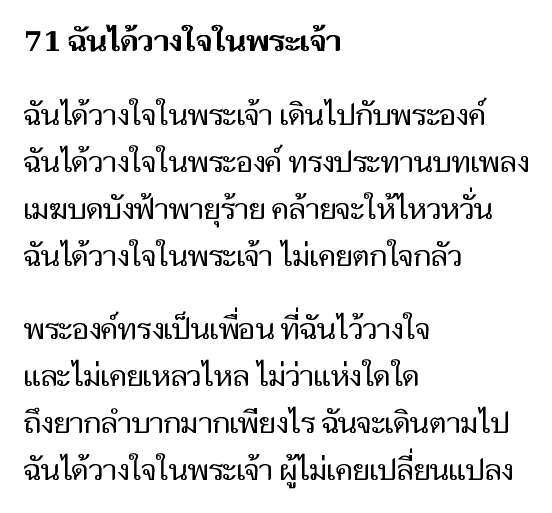 71 ฉันได้วางใจในพระเจ้า
ฉันได้วางใจในพระเจ้า เดินไปกับพระองค์
ฉันได้วางใจในพระองค์ ทรงประทานบทเพลง
เมฆบดบังฟ้าพายุร้าย คล้ายจะให้ไหวหวั่น
ฉันได้วางใจในพระเจ้า ไม่เคยตกใจกลัว
พระองค์ทรงเป็นเพื่อน ที่ฉันไว้วางใจ
และไม่เคยเหลวไหล ไม่ว่าแห่งใดใด
ถึงยากลำบากมากเพียงไร ฉันจะเดินตามไป
ฉันได้วางใจในพระเจ้า ผู้ไม่เคยเปลี่ยนแปลง